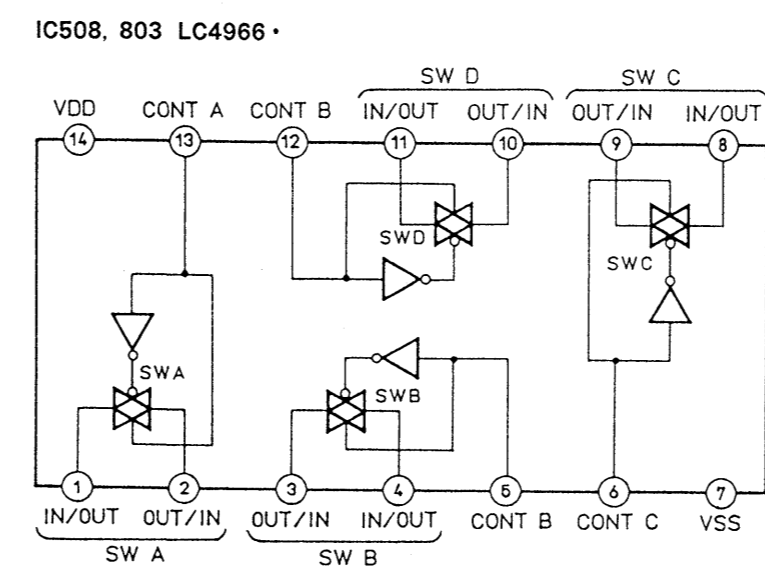 IC508, 803 LC4966 •
SW D SW C
VDD CONT A CONT B IN/OUT OUT/IN OUT/IN IN/OUT
14 13 12 11 10 9 8
SWD
SWC
SWA
SWB
1 2 3 4 5 6 7
IN/OUT OUT/IN OUT/IN IN/OUT CONT B CONT C VSS
SW A SW B